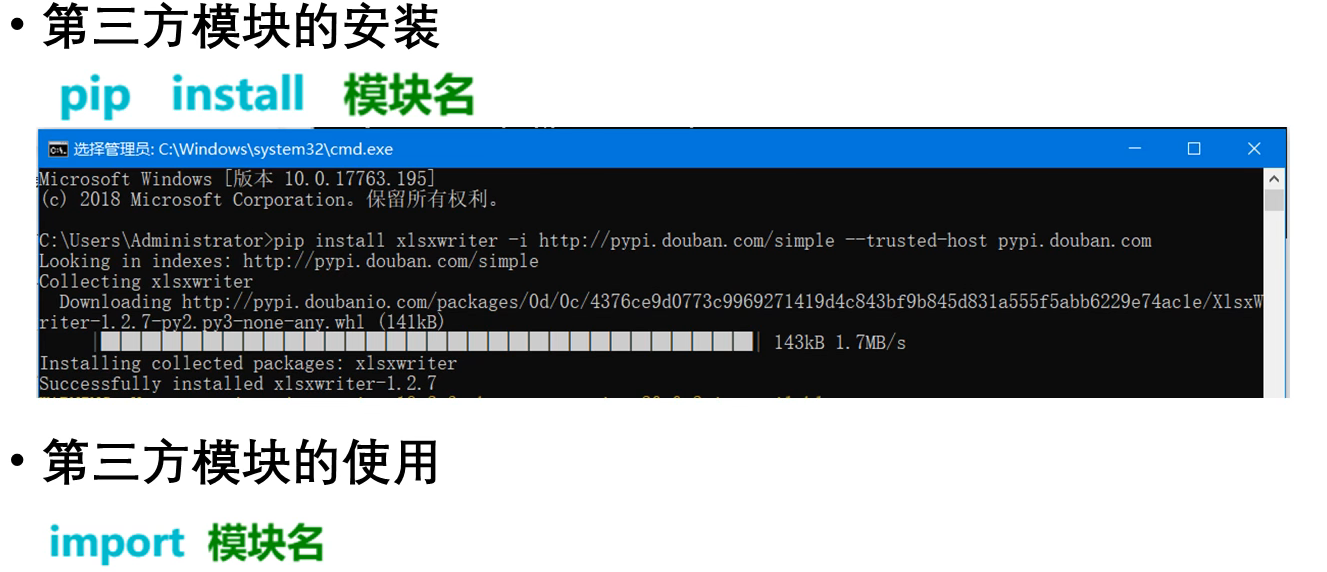 • 第三方模块的安装
pip install 模块名
选择管理员: C:\Windows\system32\cmd.exe
Microsoft Windows [版本 10.0.17763.195]
(c) 2018 Microsoft Corporation。保留所有权利。
C:\Users\Administrator>pip install xlsxwriter -i http://pypi.douban.com/simple --trusted-host pypi.douban.com
Looking in indexes: http://pypi.douban.com/simple
Collecting xlsxwriter
Downloading http://pypi.doubanio.com/packages/0d/0c/4376ce9d0773c9969271419d4c843bf9b845d831a555f5abb6229e74ac1e/XlsxW
riter-1.2.7-py2.py3-none-any.whl (141kB)
143kB 1.7MB/s
Installing collected packages: xlsxwriter
Successfully installed xlsxwriter-1.2.7
• 第三方模块的使用
import 模块名